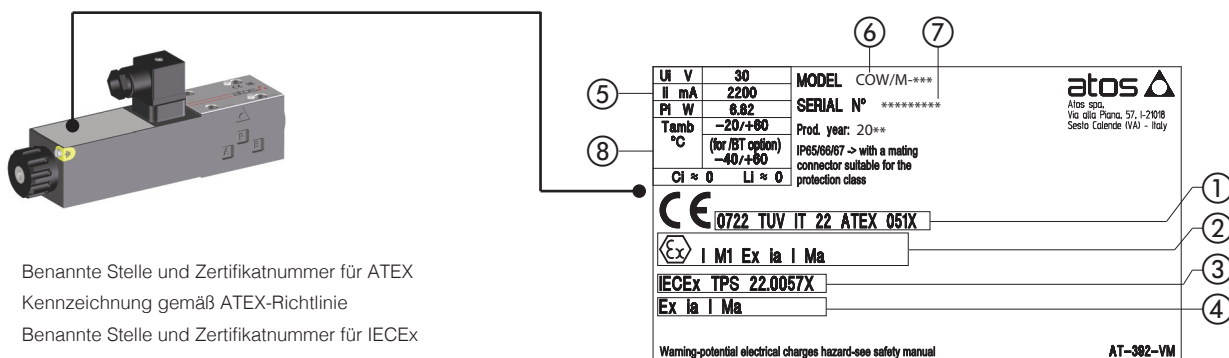 ⑥ ⑦
⑤
⑧
Ui V 30
Ii mA 2200
Pi W 6.62
Tamb °C -20/+60
(for /BT option)
-40/+60
Ci ≈ 0 Li ≈ 0
MODEL COW/M-***
SERIAL N° *********
Prod. year: 20**
IP65/66/67 -> with a mating
connector suitable for the
protection class
atos
Atos spa.
Via alla Piana, 57, I-21018
Sesto Calende (VA) - Italy
CE 0722 TUV IT 22 ATEX 051X ①
Ex I M1 Ex ia I Ma ②
IECEx TPS 22.0057X ③
Ex ia I Ma ④
Warning-potential electrical charges hazard-see safety manual AT-392-VM
Benannte Stelle und Zertifikatnummer für ATEX
Kennzeichnung gemäß ATEX-Richtlinie
Benannte Stelle und Zertifikatnummer für IECEx